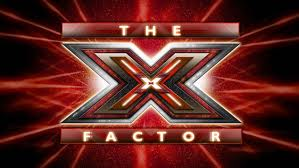 THE
X
FACTOR